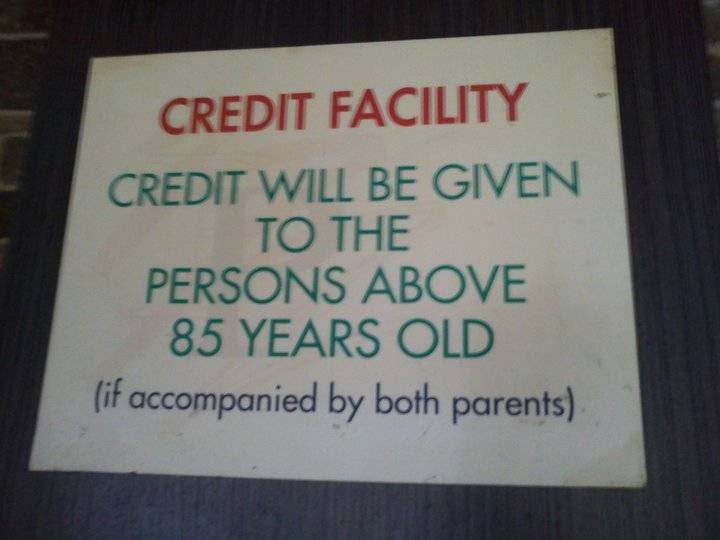 CREDIT FACILITY
CREDIT WILL BE GIVEN
TO THE
PERSONS ABOVE
85 YEARS OLD
(if accompanied by both parents)